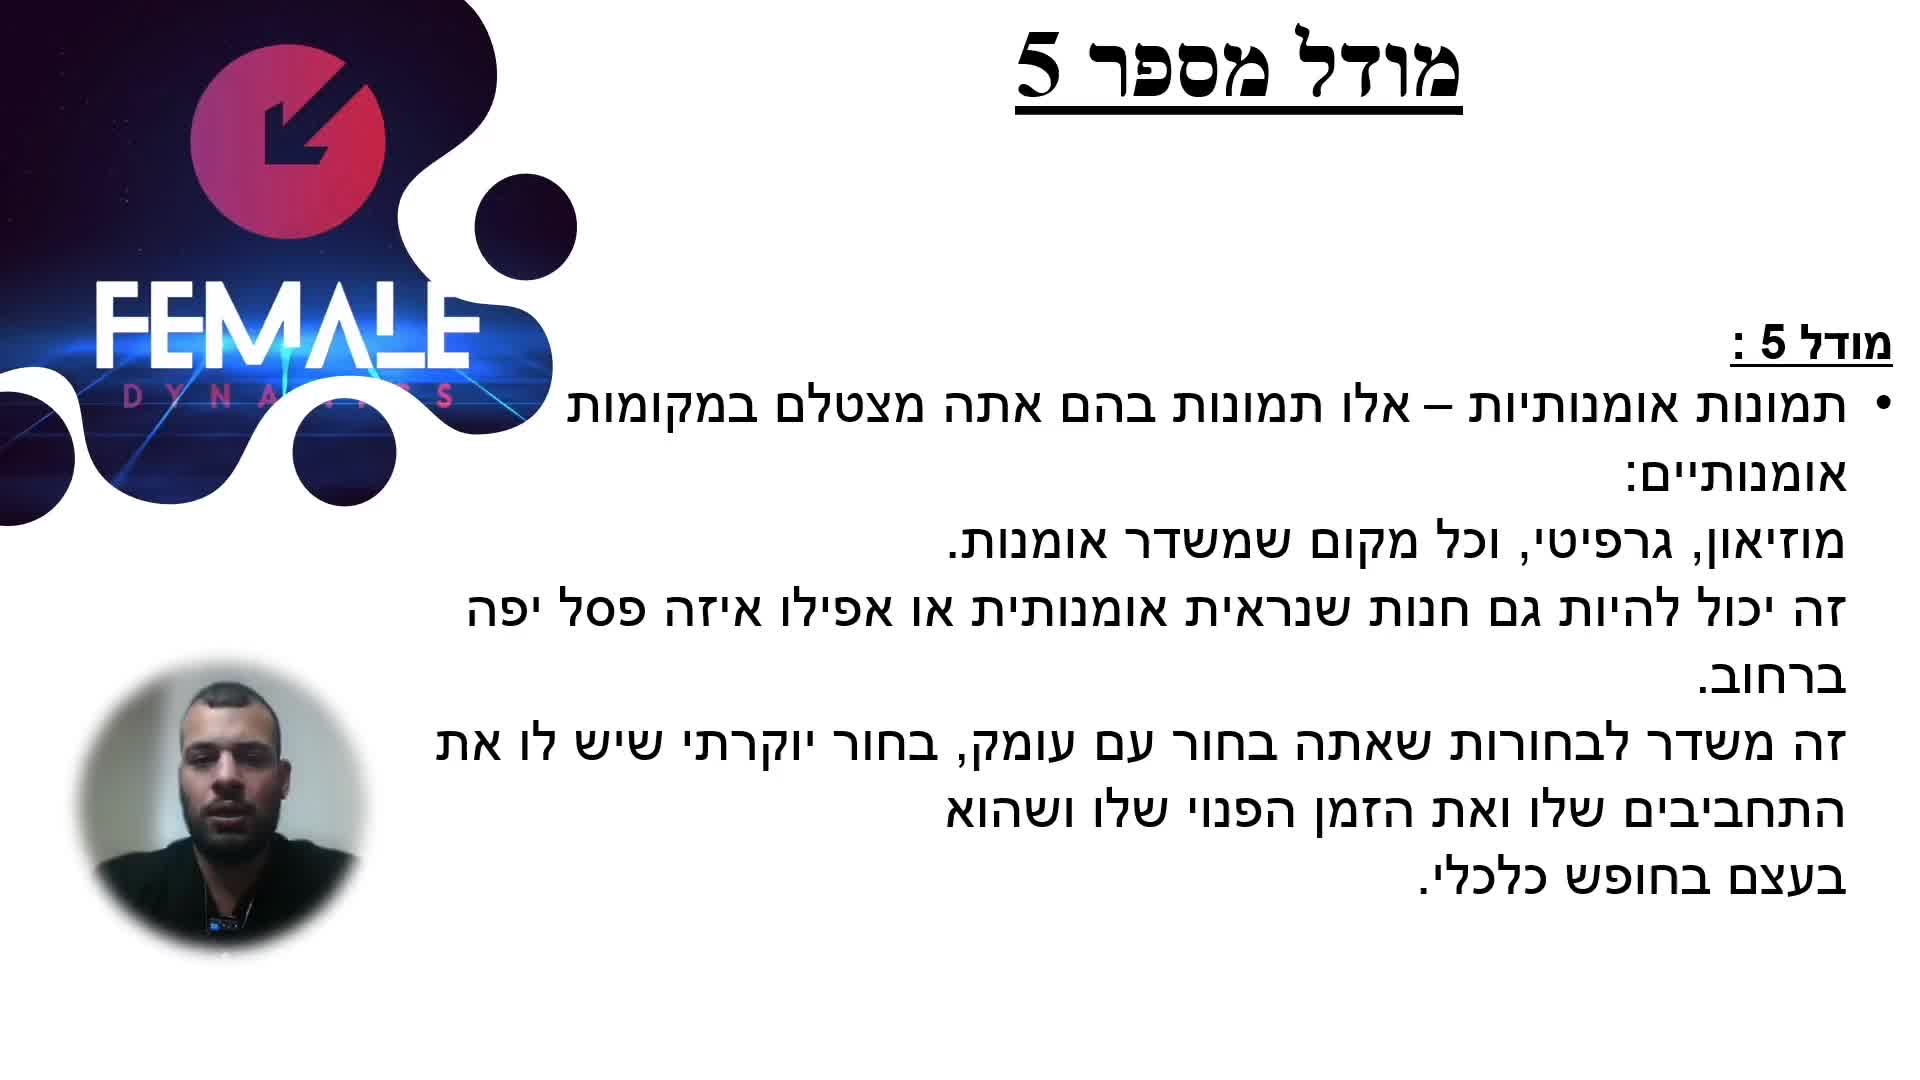 מודל מספר 5
FEMALE
DYNAMICS
מודל 5 :
• תמונות אומנותיות – אלו תמונות בהם אתה מצטלם במקומות
אומנותיים:
מוזיאון, גרפיטי, וכל מקום שמשדר אומנות.
זה יכול להיות גם חנות שנראית אומנותית או אפילו איזה פסל יפה
ברחוב.
זה משדר לבחורות שאתה בחור עם עומק, בחור יוקרתי שיש לו את
התחביבים שלו ואת הזמן הפנוי שלו ושהוא
בעצם בחופש כלכלי.